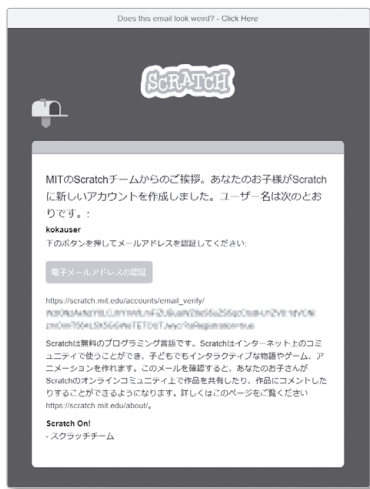 Does this email look weird? - Click Here
SCRATCH
MITのScratchチームからのご挨拶。あなたのお子様がScratch
に新しいアカウントを作成しました。ユーザー名は次のとお
りです。:
kokauser
下のボタンを押してメールアドレスを認証してください:
電子メールアドレスの認証
https://scratch.mit.edu/accounts/email_verify/
Scratchは無料のプログラミング言語です。Scratchはインターネット上のコミ
ュニティで使うことができ、子どもでもインタラクティブな物語やゲーム、ア
ニメーションを作れます。このメールを確認すると、あなたのお子さんが
Scratchのオンラインコミュニティ上で作品を共有したり、作品にコメントした
りすることができるようになります。詳しくはこのページをご覧ください
https://scratch.mit.edu/about/。
Scratch On!
- スクラッチチーム